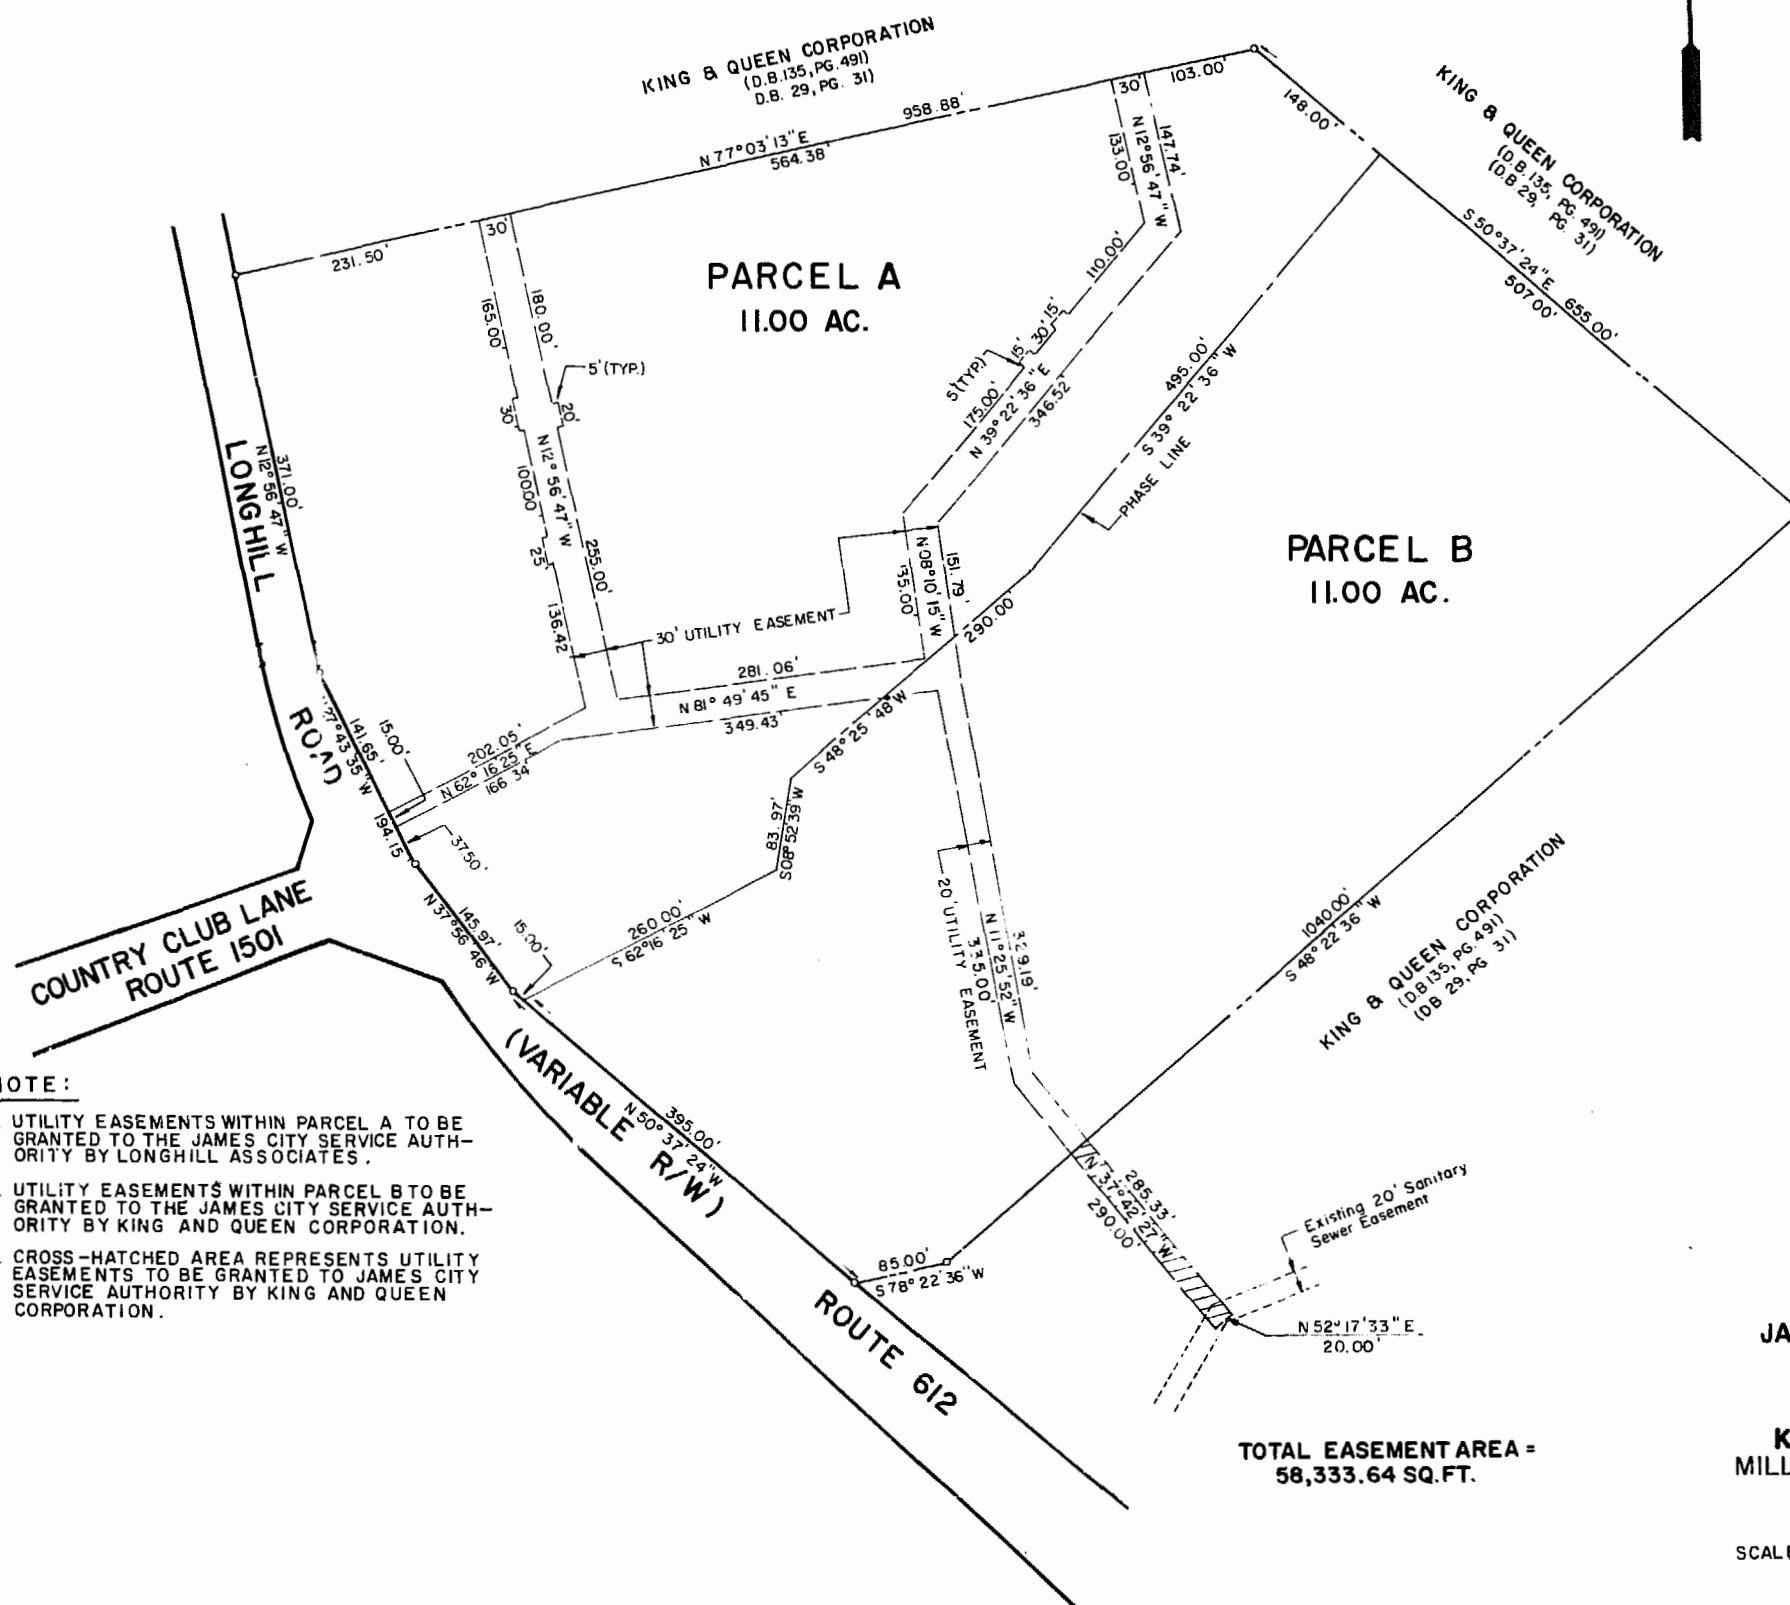 KING & QUEEN CORPORATION
(D.B.135,PG.491)
D.B. 29, PG. 31)
958.88'
N 77°03'13"E
564.38'
231.50'
30'
30'
103.00'
148.00'
KING & QUEEN CORPORATION
(D.B. 135, PG. 491)
(D.B 29, PG. 31)
S 50°37'24"E 655.00'
507.00'
PARCEL A
11.00 AC.
165.00'
180.00'
5'(TYP.)
30'
20'
N12°56'47"W
100.00'
25'
255.00'
136.42
133.00'
N12°56'47"W
147.74'
110.00'
15'
30'
15'
5'(TYP.)
175.00'
N 39°22'36"E
346.52'
495.00'
S 39°22'36"W
PHASE LINE
PARCEL B
11.00 AC.
LONGHILL
371.00'
N12°56'47"W
ROAD
30' UTILITY EASEMENT
N08°10'15"W
151.79'
290.00'
281.06'
N 81°49'45" E
349.43'
S 48°25'48"W
15.00'
141.65'
202.05'
N 62°16'25"E
166.34'
194.15
37.50'
83.97'
S08°52'39"W
145.97'
N 37°56'46"W
15.00'
260.00'
S 62°16'25"W
COUNTRY CLUB LANE
ROUTE 1501
20' UTILITY EASEMENT
N 11°25'52"W
335.00'
329.19'
1040.00'
S 48°22'36"W
KING & QUEEN CORPORATION
(D.B135, PG. 491)
(D.B 29, PG 31)
(VARIABLE R/W)
395.00'
N 50°37'24"W
85.00'
S 78°22'36"W
285.33'
N 37°42'27"W
290.00'
Existing 20' Sanitary
Sewer Easement
N 52°17'33"E
20.00'
ROUTE 612
NOTE:
UTILITY EASEMENTS WITHIN PARCEL A TO BE
GRANTED TO THE JAMES CITY SERVICE AUTH-
ORITY BY LONGHILL ASSOCIATES.
UTILITY EASEMENTS WITHIN PARCEL B TO BE
GRANTED TO THE JAMES CITY SERVICE AUTH-
ORITY BY KING AND QUEEN CORPORATION.
CROSS-HATCHED AREA REPRESENTS UTILITY
EASEMENTS TO BE GRANTED TO JAMES CITY
SERVICE AUTHORITY BY KING AND QUEEN
CORPORATION.
TOTAL EASEMENT AREA =
58,333.64 SQ.FT.
JA
K
MILL
SCALE